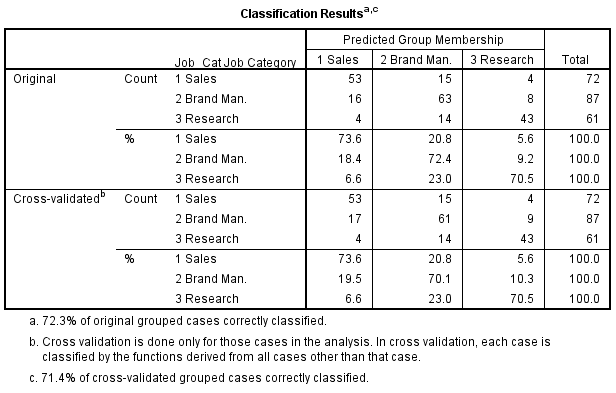 Classification Resultsa,c
Predicted Group Membership
Job_Cat Job Category 1 Sales 2 Brand Man. 3 Research Total
Original Count 1 Sales 53 15 4 72
2 Brand Man. 16 63 8 87
3 Research 4 14 43 61
% 1 Sales 73.6 20.8 5.6 100.0
2 Brand Man. 18.4 72.4 9.2 100.0
3 Research 6.6 23.0 70.5 100.0
Cross-validatedb Count 1 Sales 53 15 4 72
2 Brand Man. 17 61 9 87
3 Research 4 14 43 61
% 1 Sales 73.6 20.8 5.6 100.0
2 Brand Man. 19.5 70.1 10.3 100.0
3 Research 6.6 23.0 70.5 100.0
a. 72.3% of original grouped cases correctly classified.
b. Cross validation is done only for those cases in the analysis. In cross validation, each case is
classified by the functions derived from all cases other than that case.
c. 71.4% of cross-validated grouped cases correctly classified.